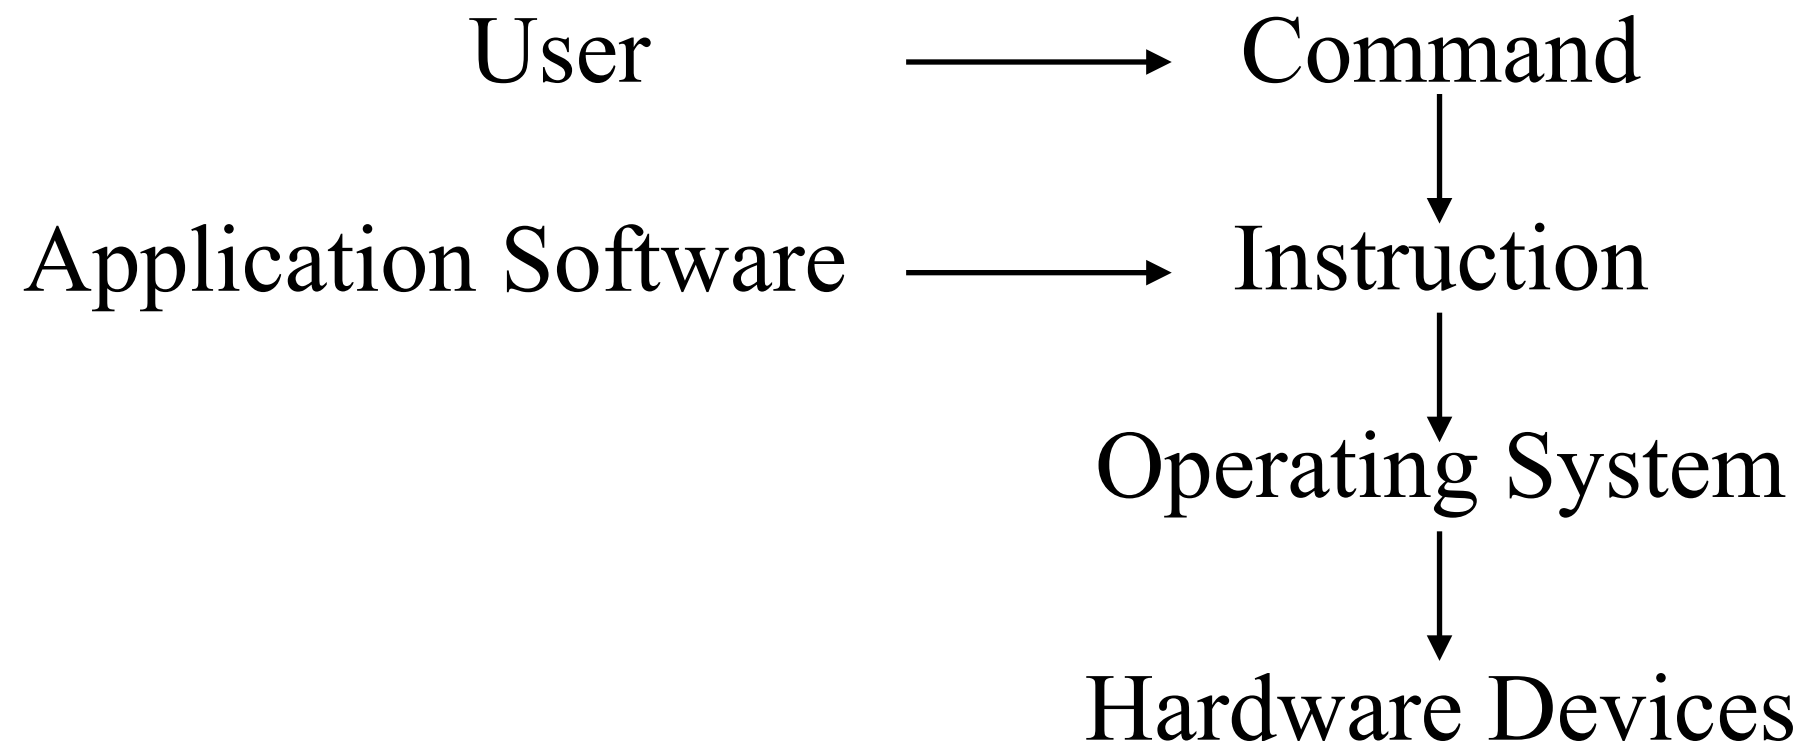 User
Command
Application Software
Instruction
Operating System
Hardware Devices